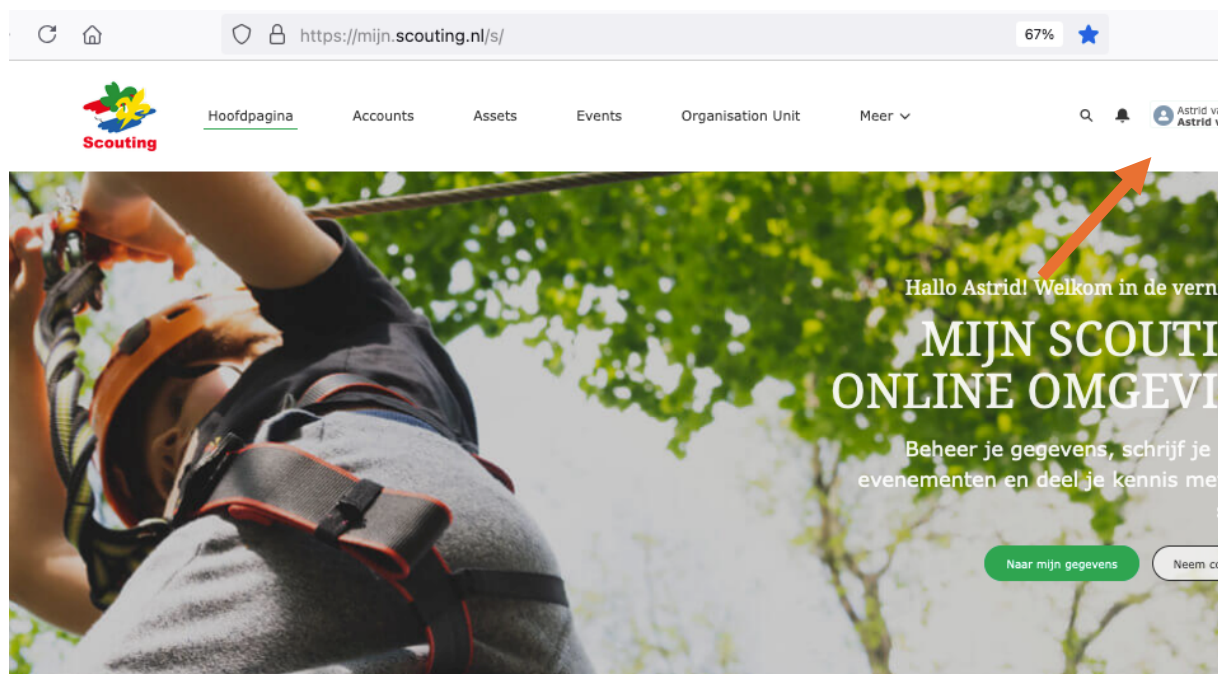 https://mijn.scouting.nl/s/
67%
Scouting
Hoofdpagina
Accounts
Assets
Events
Organisation Unit
Meer
Astrid
Astrid
Hallo Astrid! Welkom in de vern
MIJN SCOUTI
ONLINE OMGEVI
Beheer je gegevens, schrijf je
evenementen en deel je kennis me
Naar mijn gegevens
Neem co